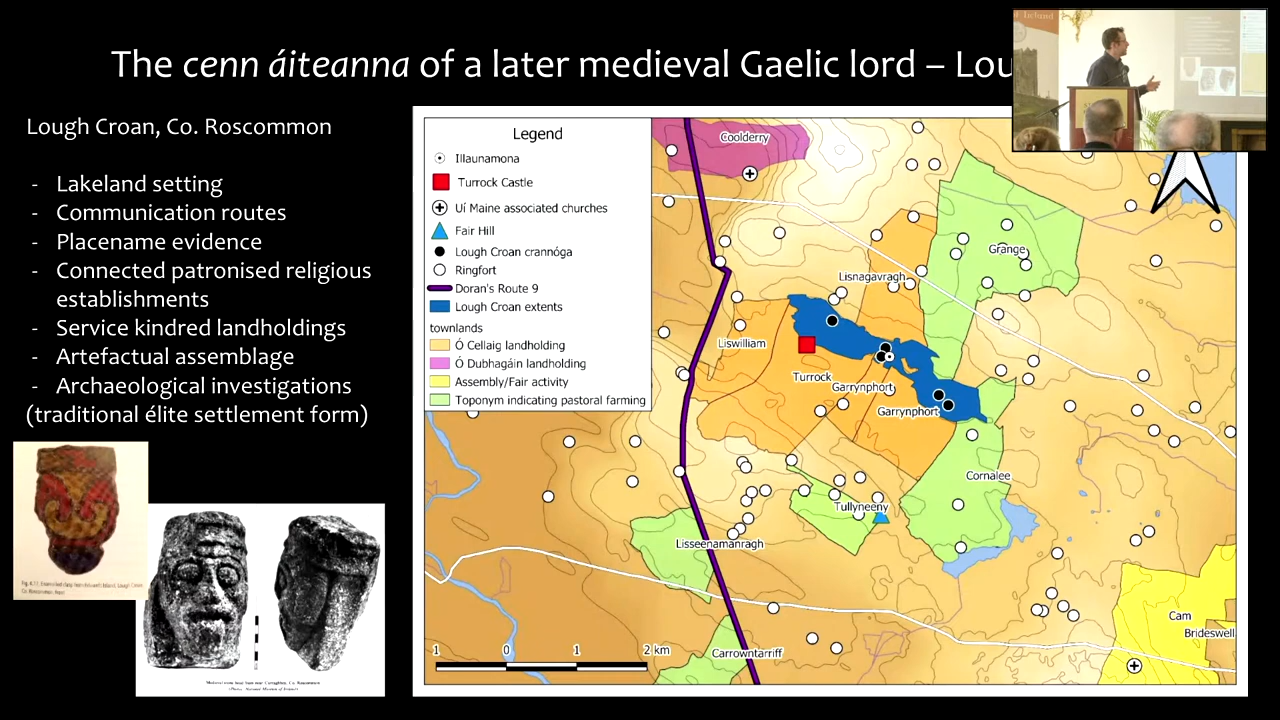 The cenn áiteanna of a later medieval Gaelic lord – Lou
Lough Croan, Co. Roscommon
- Lakeland setting
- Communication routes
- Placename evidence
- Connected patronised religious
establishments
- Service kindred landholdings
- Artefactual assemblage
- Archaeological investigations
(traditional élite settlement form)
Legend
Illaunamona
Turrock Castle
Uí Maine associated churches
Fair Hill
Lough Croan crannóga
Ringfort
Doran's Route 9
Lough Croan extents
townlands
Ó Cellaig landholding
Ó Dubhagáin landholding
Assembly/Fair activity
Toponym indicating pastoral farming
Coolderry
Grange
Lisnagavragh
Liswilliam
Turrock
Garrynphort
Garrynphort
Cornalee
Tullyneeny
Lisseenamanragh
Cam
Brideswell
Carrowntarriff
1 0 1 2 km